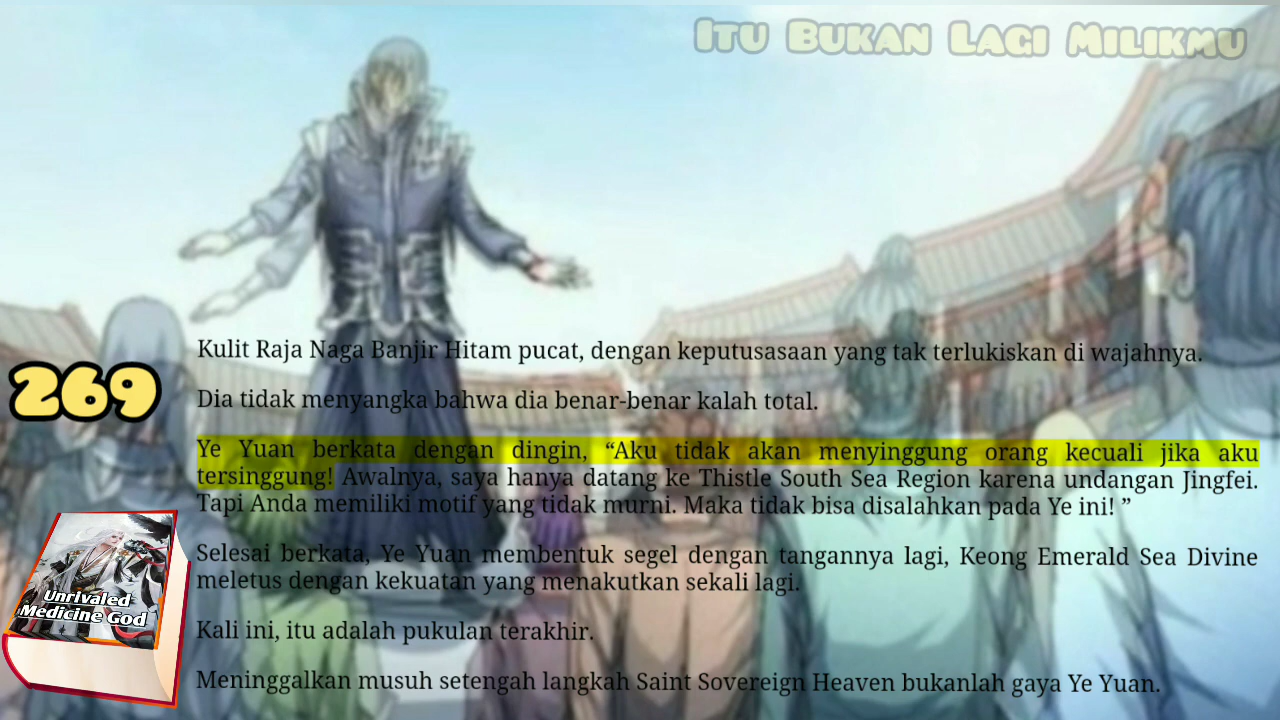 Itu Bukan Lagi Milikmu
Kulit Raja Naga Banjir Hitam pucat, dengan keputusasaan yang tak terlukiskan di wajahnya.
269
Dia tidak menyangka bahwa dia benar-benar kalah total.
Ye Yuan berkata dengan dingin, “Aku tidak akan menyinggung orang kecuali jika aku
tersinggung! Awalnya, saya hanya datang ke Thistle South Sea Region karena undangan Jingfei.
Tapi Anda memiliki motif yang tidak murni. Maka tidak bisa disalahkan pada Ye ini! ”
Selesai berkata, Ye Yuan membentuk segel dengan tangannya lagi, Keong Emerald Sea Divine
meletus dengan kekuatan yang menakutkan sekali lagi.
Unrivaled
Medicine God
Kali ini, itu adalah pukulan terakhir.
Meninggalkan musuh setengah langkah Saint Sovereign Heaven bukanlah gaya Ye Yuan.